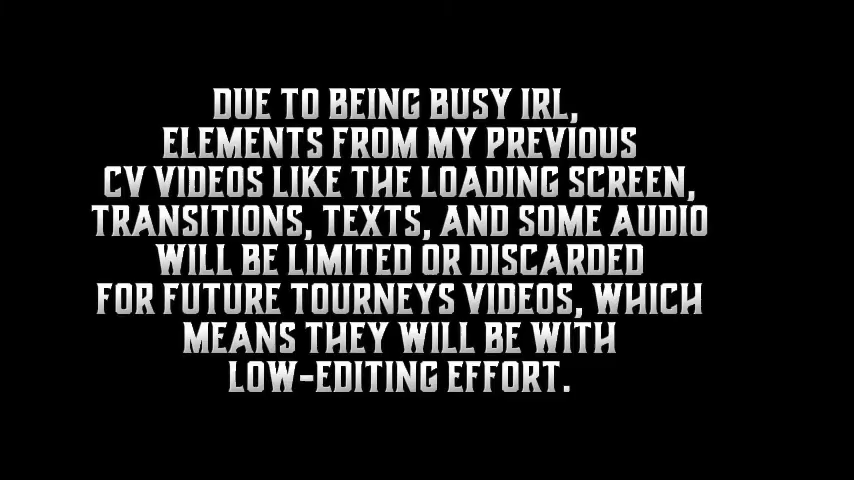 DUE TO BEING BUSY IRL,
ELEMENTS FROM MY PREVIOUS
CV VIDEOS LIKE THE LOADING SCREEN,
TRANSITIONS, TEXTS, AND SOME AUDIO
WILL BE LIMITED OR DISCARDED
FOR FUTURE TOURNEYS VIDEOS, WHICH
MEANS THEY WILL BE WITH
LOW-EDITING EFFORT.